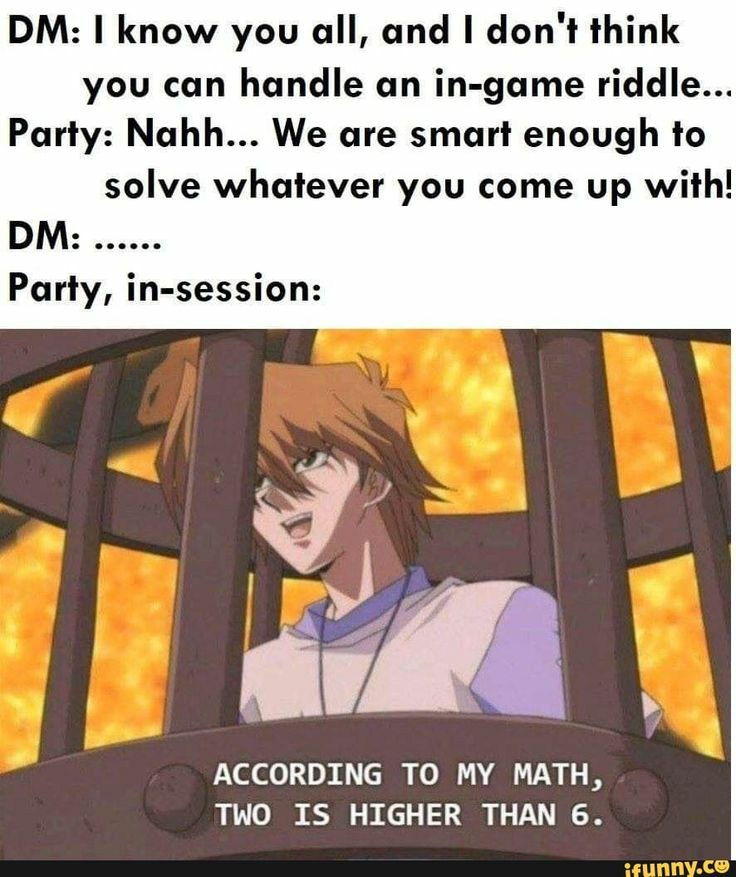 DM: I know you all, and I don't think
you can handle an in-game riddle...
Party: Nahh... We are smart enough to
solve whatever you come up with!
DM: ......
Party, in-session:
ACCORDING TO MY MATH,
TWO IS HIGHER THAN 6.
ifunny.co